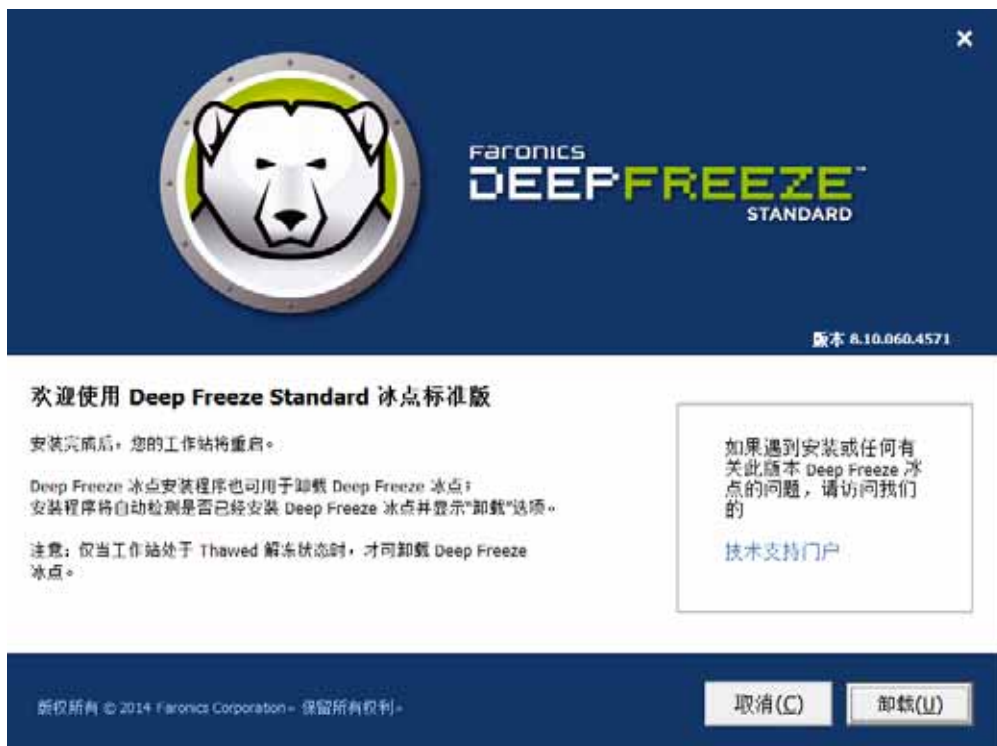 ×
Faronics
DEEPFREEZE™
STANDARD
版本 8.10.060.4571
欢迎使用 Deep Freeze Standard 冰点标准版
安装完成后，您的工作站将重启。
Deep Freeze 冰点安装程序也可用于卸载 Deep Freeze 冰点；
安装程序将自动检测是否已经安装 Deep Freeze 冰点并显示"卸载"选项。
注意：仅当工作站处于 Thawed 解冻状态时，才可卸载 Deep Freeze
冰点。
如果遇到安装或任何有
关此版本 Deep Freeze 冰
点的问题，请访问我们
的
技术支持门户
版权所有 © 2014 Faronics Corporation。保留所有权利。
取消(C)
卸载(U)